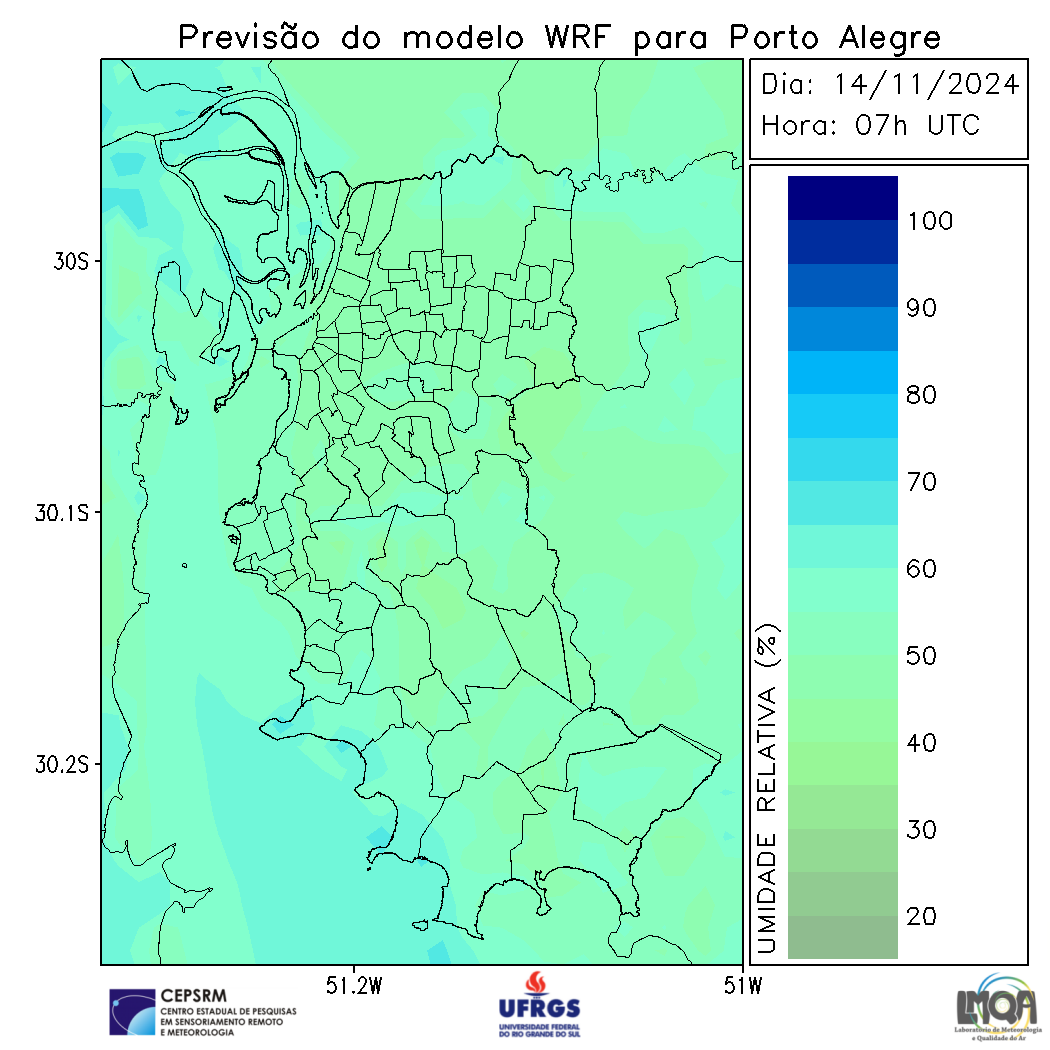 Previsão do modelo WRF para Porto Alegre
Dia: 14/11/2024
Hora: 07h UTC
30S
30.1S
30.2S
51.2W
51W
UMIDADE RELATIVA (%)
100
90
80
70
60
50
40
30
20
CEPSRM
CENTRO ESTADUAL DE PESQUISAS
EM SENSORIAMENTO REMOTO
E METEOROLOGIA
UFRGS
UNIVERSIDADE FEDERAL
DO RIO GRANDE DO SUL
LMQA
Laboratório de Meteorologia
e Qualidade do Ar